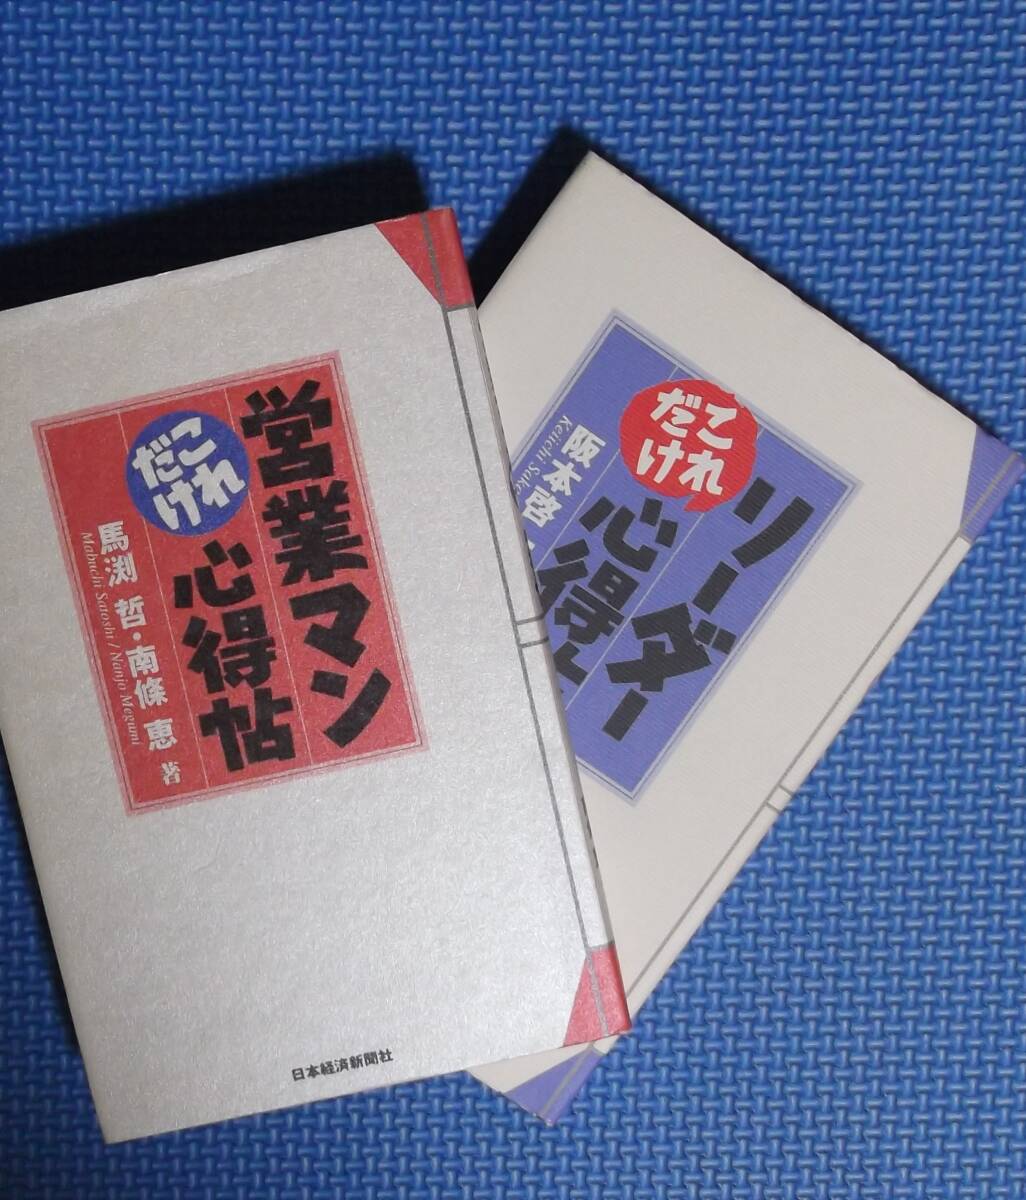 営業マン
これ
だけ
心得帖
馬渕 哲・南條 恵 著
Mabuchi Satoshi / Nanjo Megumi
日本経済新聞社
リーダー
これ
だけ
心得
阪本啓
Keiichi Sak